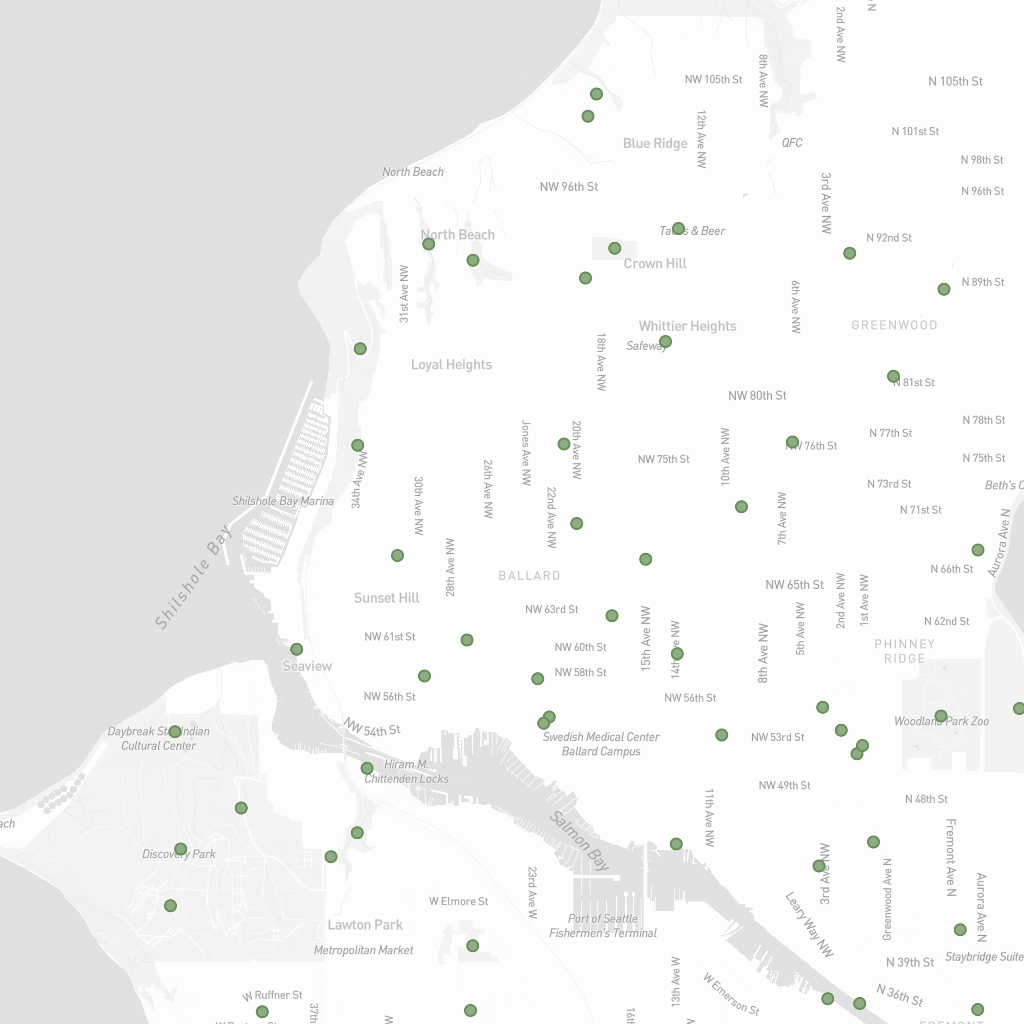 2nd Ave NW
N
8th Ave NW
NW 105th St
N 105th St
12th Ave NW
N 101st St
Blue Ridge
QFC
N 98th St
North Beach
NW 96th St
3rd Ave NW
N 96th St
North Beach
& Beer
N 92nd St
Crown Hill
31st Ave NW
6th Ave NW
N 89th St
Whittier Heights
GREENWOOD
Safeway
18th Ave NW
Loyal Heights
N 81st St
NW 80th St
N 78th St
Jones Ave NW
20th Ave NW
10th Ave NW
N 77th St
NW 76th St
34th Ave NW
26th Ave NW
NW 75th St
N 75th St
30th Ave NW
22nd Ave NW
7th Ave NW
N 73rd St
Beth's
Shilshole Bay Marina
N 71st St
Aurora Ave N
Shilshole Bay
28th Ave NW
BALLARD
N 66th St
NW 65th St
2nd Ave NW
1st Ave NW
Sunset Hill
NW 63rd St
5th Ave NW
N 62nd St
NW 61st St
15th Ave NW
14th Ave NW
8th Ave NW
NW 60th St
PHINNEY
RIDGE
Seaview
NW 58th St
NW 56th St
NW 56th St
Daybreak Star Indian
Cultural Center
NW 54th St
Swedish Medical Center
Ballard Campus
NW 53rd St
Woodland Park Zoo
Hiram M.
Chittenden Locks
NW 49th St
N 48th St
11th Ave NW
Salmon Bay
Fremont Ave N
Discovery Park
3rd Ave NW
Greenwood Ave N
Aurora Ave N
23rd Ave W
Leary Way NW
W Elmore St
Lawton Park
Port of Seattle
Fishermen's Terminal
Metropolitan Market
N 39th St
Staybridge Suite
13th Ave W
W Emerson St
N 36th St
W Ruffner St
37th
16th
W
W
FREMONT